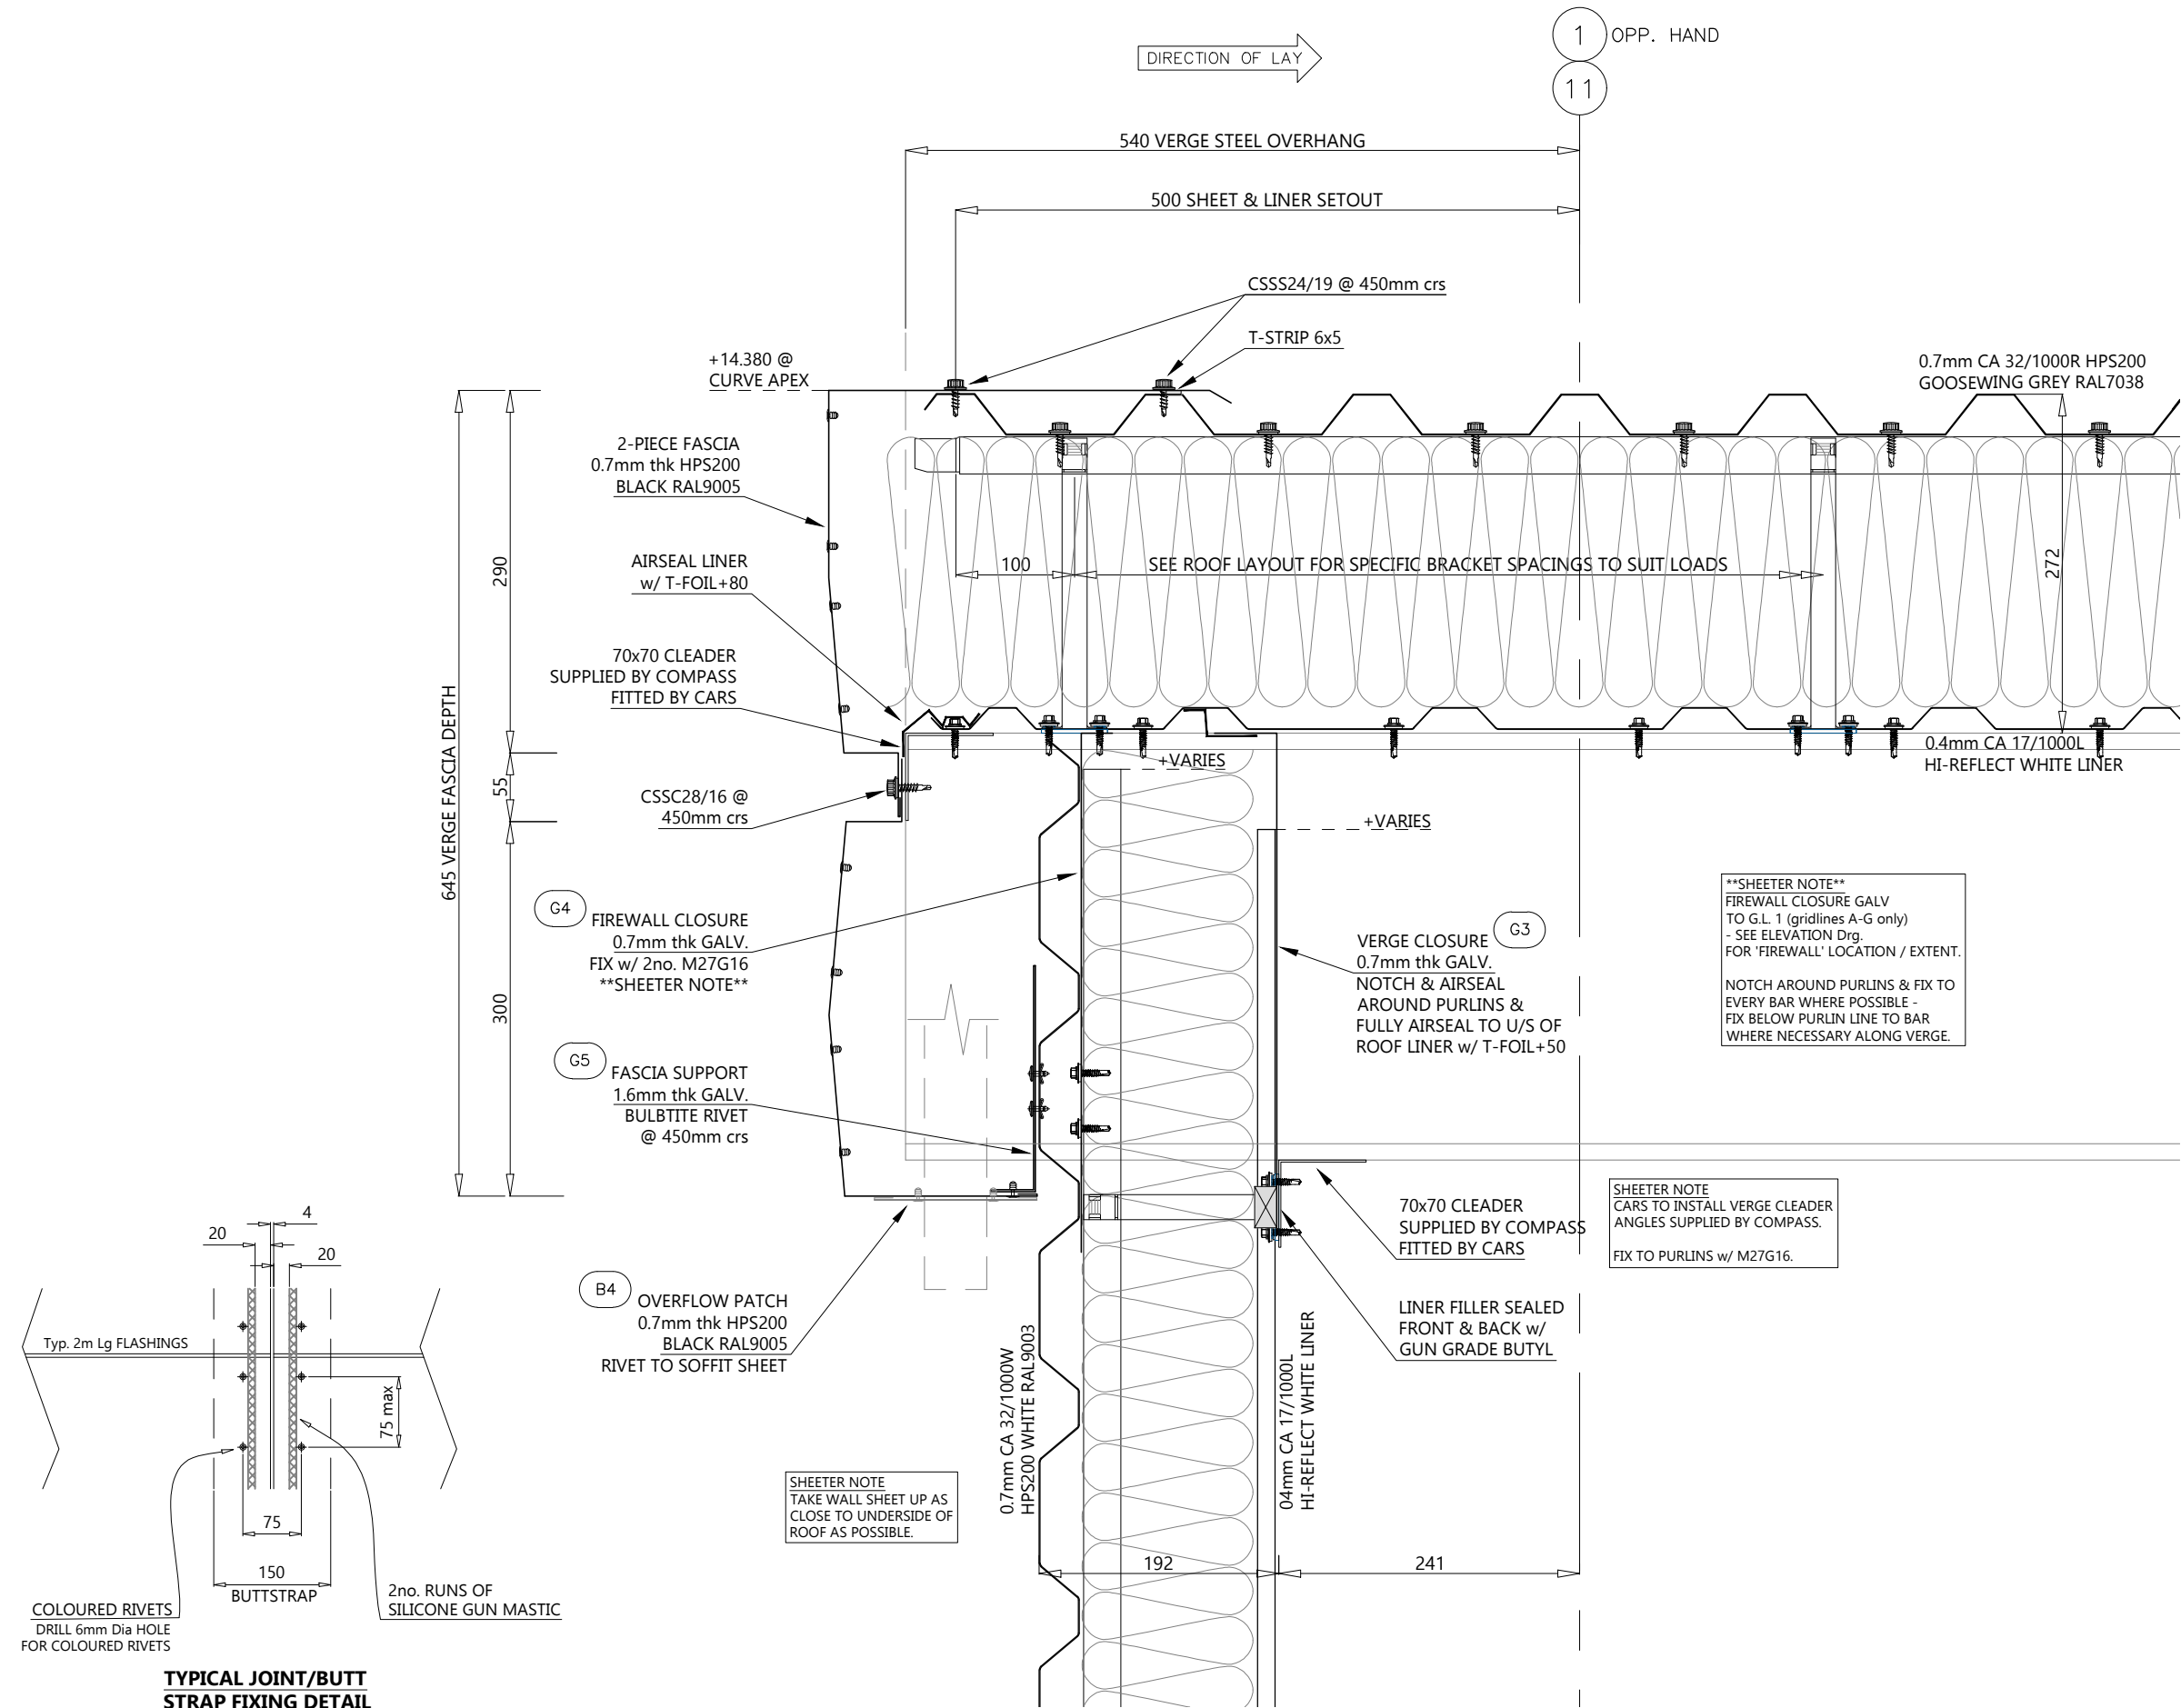 1 OPP. HAND
11
DIRECTION OF LAY
540 VERGE STEEL OVERHANG
500 SHEET & LINER SETOUT
CSSS24/19 @ 450mm crs
T-STRIP 6x5
+14.380 @
CURVE APEX
0.7mm CA 32/1000R HPS200
GOOSEWING GREY RAL7038
2-PIECE FASCIA
0.7mm thk HPS200
BLACK RAL9005
290
AIRSEAL LINER
w/ T-FOIL+80
100
SEE ROOF LAYOUT FOR SPECIFIC BRACKET SPACINGS TO SUIT LOADS
272
70x70 CLEADER
SUPPLIED BY COMPASS
FITTED BY CARS
645 VERGE FASCIA DEPTH
55
+VARIES
0.4mm CA 17/1000L
HI-REFLECT WHITE LINER
CSSC28/16 @
450mm crs
+VARIES
G4
FIREWALL CLOSURE
0.7mm thk GALV.
FIX w/ 2no. M27G16
**SHEETER NOTE**
300
G3
VERGE CLOSURE
0.7mm thk GALV.
NOTCH & AIRSEAL
AROUND PURLINS &
FULLY AIRSEAL TO U/S OF
ROOF LINER w/ T-FOIL+50
**SHEETER NOTE**
FIREWALL CLOSURE GALV
TO G.L. 1 (gridlines A-G only)
- SEE ELEVATION Drg.
FOR 'FIREWALL' LOCATION / EXTENT.
NOTCH AROUND PURLINS & FIX TO
EVERY BAR WHERE POSSIBLE -
FIX BELOW PURLIN LINE TO BAR
WHERE NECESSARY ALONG VERGE.
G5
FASCIA SUPPORT
1.6mm thk GALV.
BULBTITE RIVET
@ 450mm crs
70x70 CLEADER
SUPPLIED BY COMPASS
FITTED BY CARS
SHEETER NOTE
CARS TO INSTALL VERGE CLEADER
ANGLES SUPPLIED BY COMPASS.
FIX TO PURLINS w/ M27G16.
B4
OVERFLOW PATCH
0.7mm thk HPS200
BLACK RAL9005
RIVET TO SOFFIT SHEET
LINER FILLER SEALED
FRONT & BACK w/
GUN GRADE BUTYL
0.7mm CA 32/1000W
HPS200 WHITE RAL9003
04mm CA 17/1000L
HI-REFLECT WHITE LINER
SHEETER NOTE
TAKE WALL SHEET UP AS
CLOSE TO UNDERSIDE OF
ROOF AS POSSIBLE.
192
241
4
20
20
Typ. 2m Lg FLASHINGS
75 max
75
150
BUTTSTRAP
COLOURED RIVETS
DRILL 6mm Dia HOLE
FOR COLOURED RIVETS
2no. RUNS OF
SILICONE GUN MASTIC
TYPICAL JOINT/BUTT
STRAP FIXING DETAIL